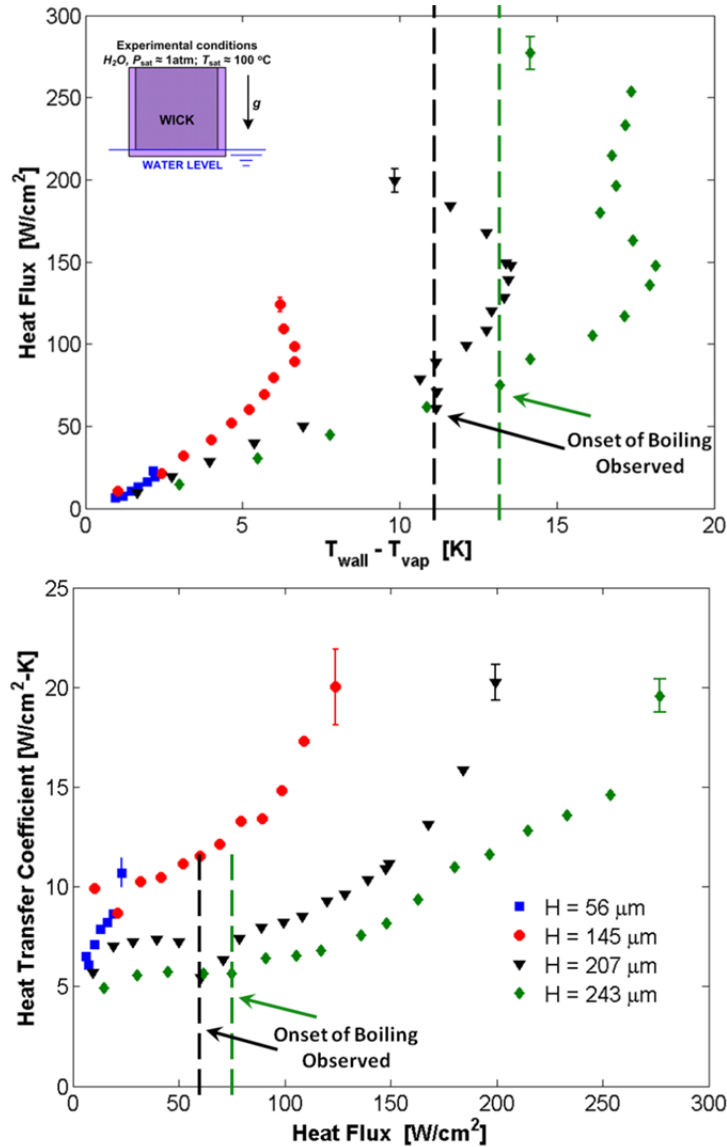 Experimental conditions
H₂O, Pₛₐₜ ≈ 1atm; Tₛₐₜ ≈ 100 °C
g
WICK
WATER LEVEL
300
250
200
150
100
50
0
Heat Flux [W/cm²]
Onset of Boiling
Observed
0
5
10
15
20
T_wall - T_vap [K]
25
20
15
10
5
0
Heat Transfer Coefficient [W/cm²-K]
H = 56 μm
H = 145 μm
H = 207 μm
H = 243 μm
Onset of Boiling
Observed
0
50
100
150
200
250
300
Heat Flux [W/cm²]